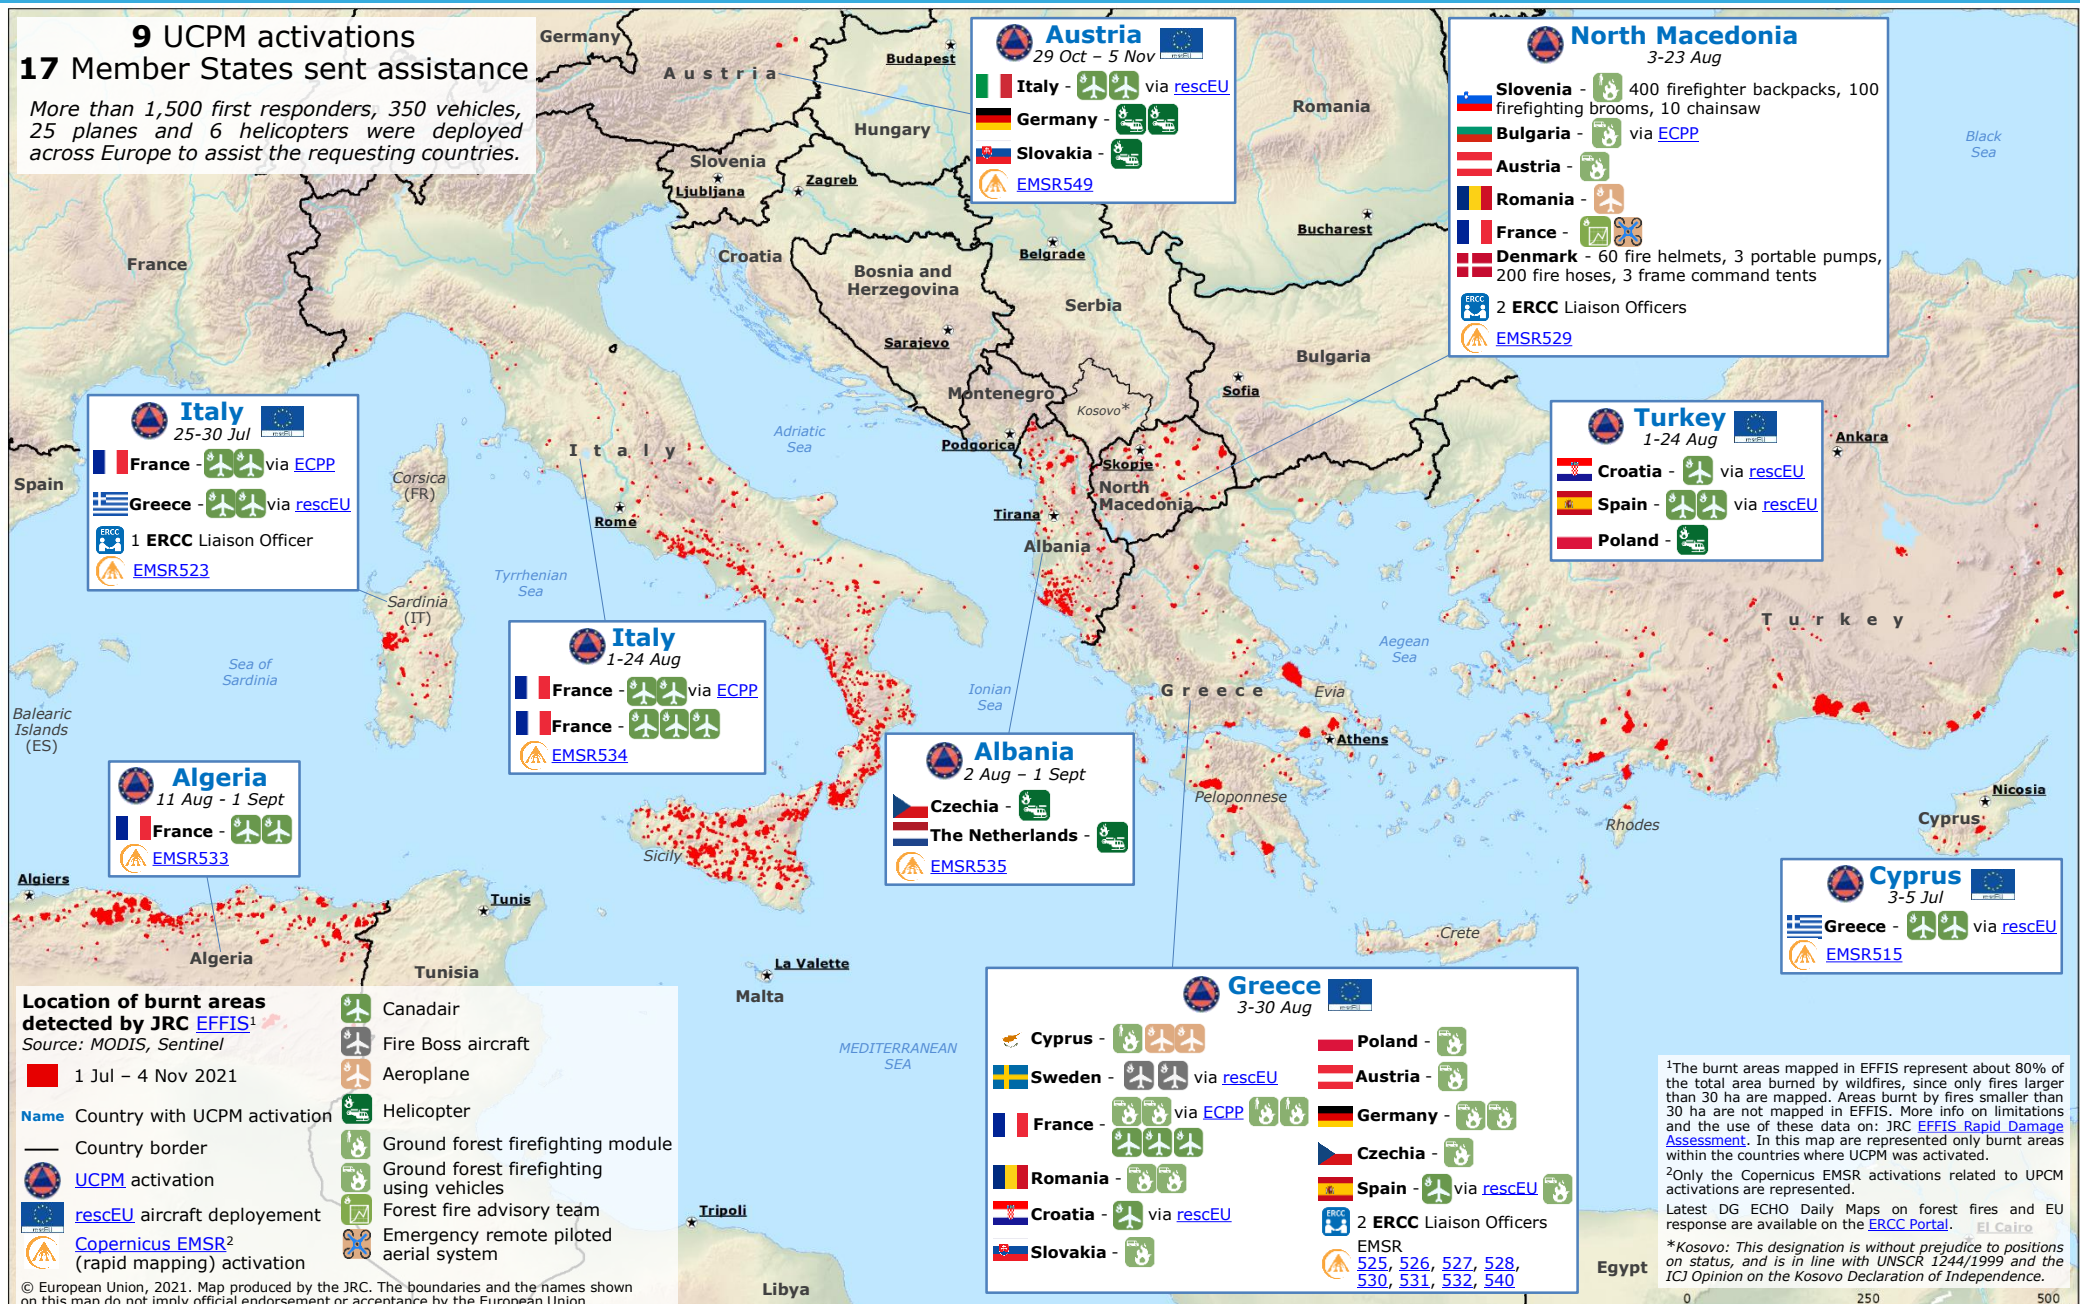 9 UCPM activations
17 Member States sent assistance
More than 1,500 first responders, 350 vehicles,
25 planes and 6 helicopters were deployed
across Europe to assist the requesting countries.
Austria
29 Oct – 5 Nov
Italy - via rescEU
Germany -
Slovakia -
EMSR549
North Macedonia
3-23 Aug
Slovenia - 400 firefighter backpacks, 100
firefighting brooms, 10 chainsaw
Bulgaria - via ECPP
Austria -
Romania -
France -
Denmark - 60 fire helmets, 3 portable pumps,
200 fire hoses, 3 frame command tents
ERCC 2 ERCC Liaison Officers
EMSR529
Italy
25-30 Jul
France - via ECPP
Greece - via rescEU
ERCC 1 ERCC Liaison Officer
EMSR523
Italy
1-24 Aug
France - via ECPP
France -
EMSR534
Turkey
1-24 Aug
Croatia - via rescEU
Spain - via rescEU
Poland -
Algeria
11 Aug - 1 Sept
France -
EMSR533
Albania
2 Aug – 1 Sept
Czechia -
The Netherlands -
EMSR535
Cyprus
3-5 Jul
Greece - via rescEU
EMSR515
Greece
3-30 Aug
Cyprus -
Sweden - via rescEU
France - via ECPP
Romania -
Croatia - via rescEU
Slovakia -
Poland -
Austria -
Germany -
Czechia -
Spain - via rescEU
ERCC 2 ERCC Liaison Officers
EMSR
525, 526, 527, 528,
530, 531, 532, 540
Germany
Austria
Budapest
Hungary
Romania
Black
Sea
Slovenia
Ljubljana
Zagreb
Bucharest
France
Croatia
Belgrade
Bosnia and
Herzegovina
Serbia
Sarajevo
Bulgaria
Montenegro
Kosovo*
Sofia
Podgorica
Adriatic
Sea
Italy
Corsica
(FR)
Spain
Skopje
North
Macedonia
Ankara
Rome
Tirana
Albania
Tyrrhenian
Sea
Sardinia
(IT)
Turkey
Sea of
Sardinia
Aegean
Sea
Ionian
Sea
Greece
Evia
Balearic
Islands
(ES)
Athens
Peloponnese
Nicosia
Cyprus
Rhodes
Sicily
Algiers
Tunis
Crete
Algeria
Tunisia
La Valette
Malta
MEDITERRANEAN
SEA
Tripoli
Libya
Egypt
El Cairo
Location of burnt areas
detected by JRC EFFIS1
Source: MODIS, Sentinel
1 Jul – 4 Nov 2021
Name Country with UCPM activation
Country border
UCPM activation
rescEU aircraft deployement
Copernicus EMSR2
(rapid mapping) activation
Canadair
Fire Boss aircraft
Aeroplane
Helicopter
Ground forest firefighting module
Ground forest firefighting
using vehicles
Forest fire advisory team
Emergency remote piloted
aerial system
© European Union, 2021. Map produced by the JRC. The boundaries and the names shown
on this map do not imply official endorsement or acceptance by the European Union.
1The burnt areas mapped in EFFIS represent about 80% of
the total area burned by wildfires, since only fires larger
than 30 ha are mapped. Areas burnt by fires smaller than
30 ha are not mapped in EFFIS. More info on limitations
and the use of these data on: JRC EFFIS Rapid Damage
Assessment. In this map are represented only burnt areas
within the countries where UCPM was activated.
2Only the Copernicus EMSR activations related to UPCM
activations are represented.
Latest DG ECHO Daily Maps on forest fires and EU
response are available on the ERCC Portal.
*Kosovo: This designation is without prejudice to positions
on status, and is in line with UNSCR 1244/1999 and the
ICJ Opinion on the Kosovo Declaration of Independence.
0 250 500